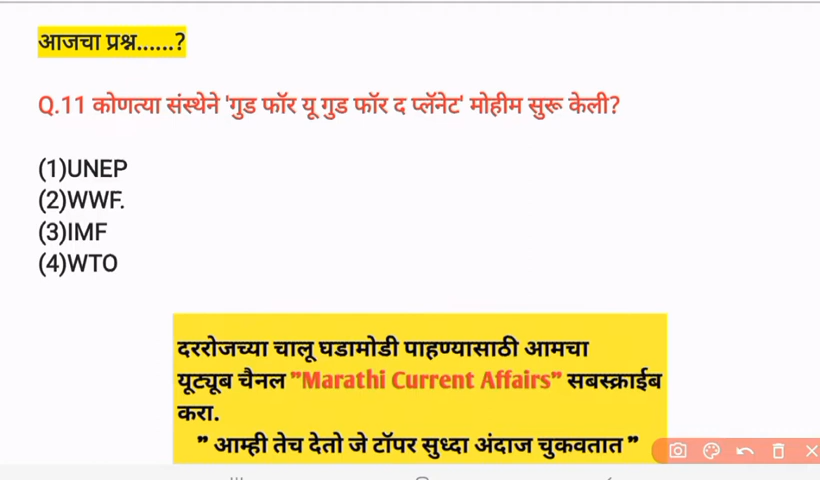 आजचा प्रश्न......?
Q.11 कोणत्या संस्थेने 'गुड फॉर यू गुड फॉर द प्लॅनेट' मोहीम सुरू केली?
(1)UNEP
(2)WWF.
(3)IMF
(4)WTO
दररोजच्या चालू घडामोडी पाहण्यासाठी आमचा
यूट्यूब चैनल "Marathi Current Affairs" सबस्क्राईब
करा.
" आम्ही तेच देतो जे टॉपर सुध्दा अंदाज चुकवतात "